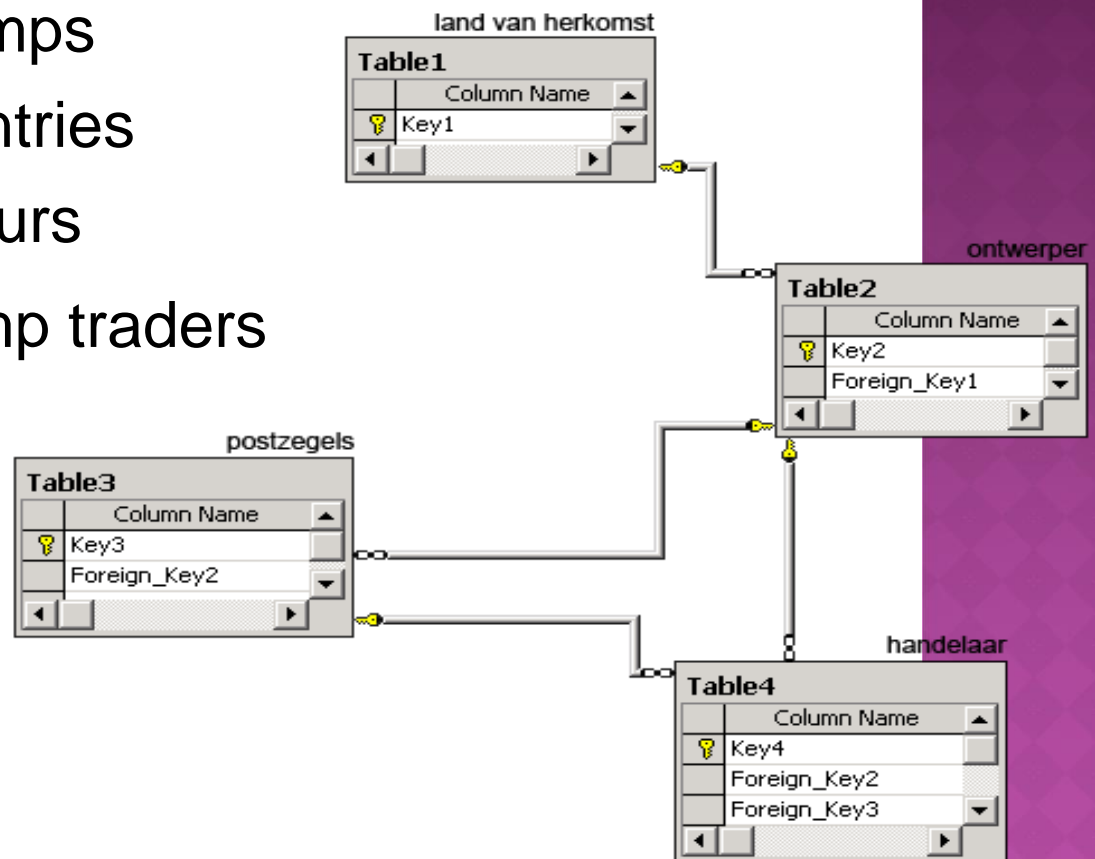 mps
ntries
urs
mp traders
land van herkomst
Table1
Column Name
Key1
ontwerper
Table2
Column Name
Key2
Foreign_Key1
postzegels
Table3
Column Name
Key3
Foreign_Key2
handelaar
Table4
Column Name
Key4
Foreign_Key2
Foreign_Key3